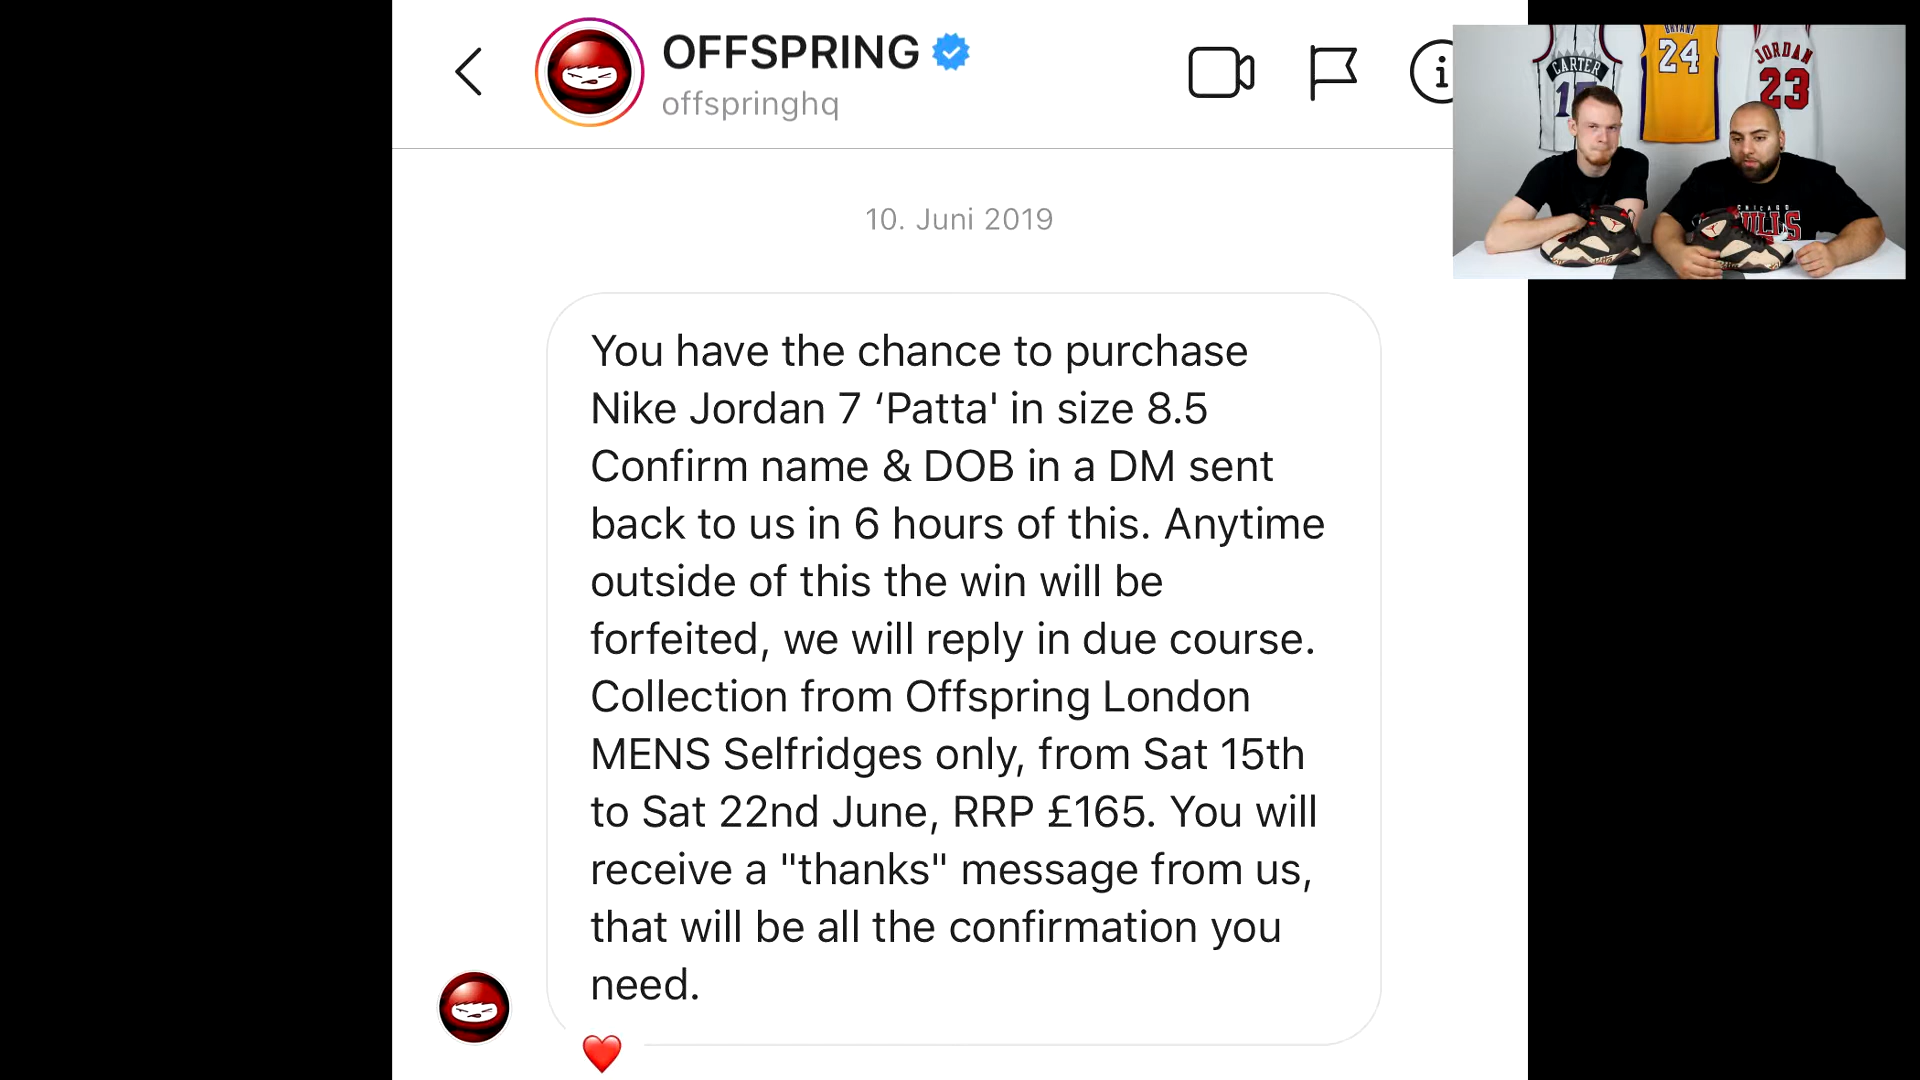 OFFSPRING
offspringhq
10. Juni 2019
You have the chance to purchase
Nike Jordan 7 ‘Patta' in size 8.5
Confirm name & DOB in a DM sent
back to us in 6 hours of this. Anytime
outside of this the win will be
forfeited, we will reply in due course.
Collection from Offspring London
MENS Selfridges only, from Sat 15th
to Sat 22nd June, RRP £165. You will
receive a "thanks" message from us,
that will be all the confirmation you
need.
CARTER
BRYANT
24
JORDAN
23
CHICAGO